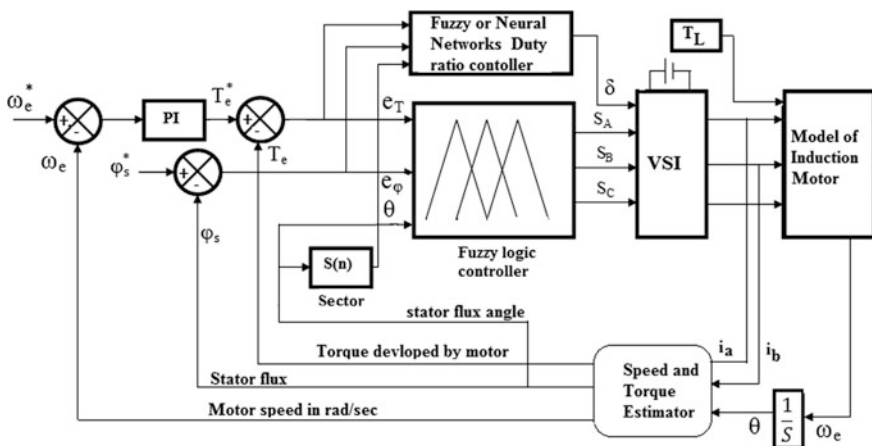 Fuzzy or Neural
Networks Duty
ratio contoller
T_L
ω_e^*
PI
T_e^*
+
-
+
-
ω_e
φ_s^*
+
-
T_e
e_T
e_φ
θ
φ_s
δ
S_A
S_B
S_C
VSI
Model of
Induction
Motor
Fuzzy logic
controller
S(n)
Sector
stator flux angle
Torque devloped by motor
Stator flux
Motor speed in rad/sec
Speed and
Torque
Estimator
i_a
i_b
θ
1
S
ω_e